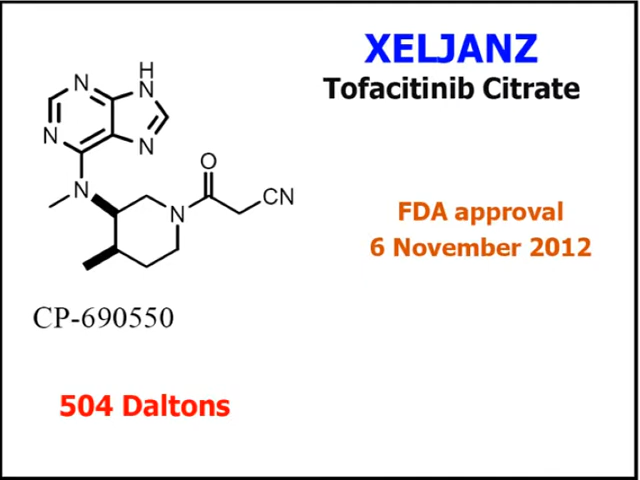 XELJANZ
Tofacitinib Citrate
N
H
N
N
N
N
O
N
CN
FDA approval
6 November 2012
CP-690550
504 Daltons